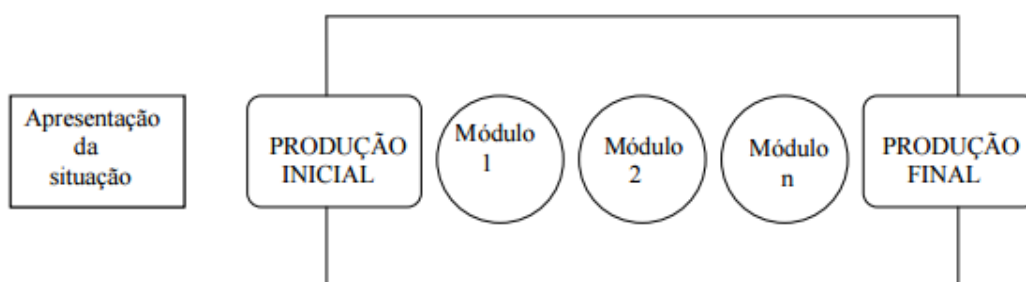 Apresentação
da
situação
PRODUÇÃO
INICIAL
Módulo
1
Módulo
2
Módulo
n
PRODUÇÃO
FINAL